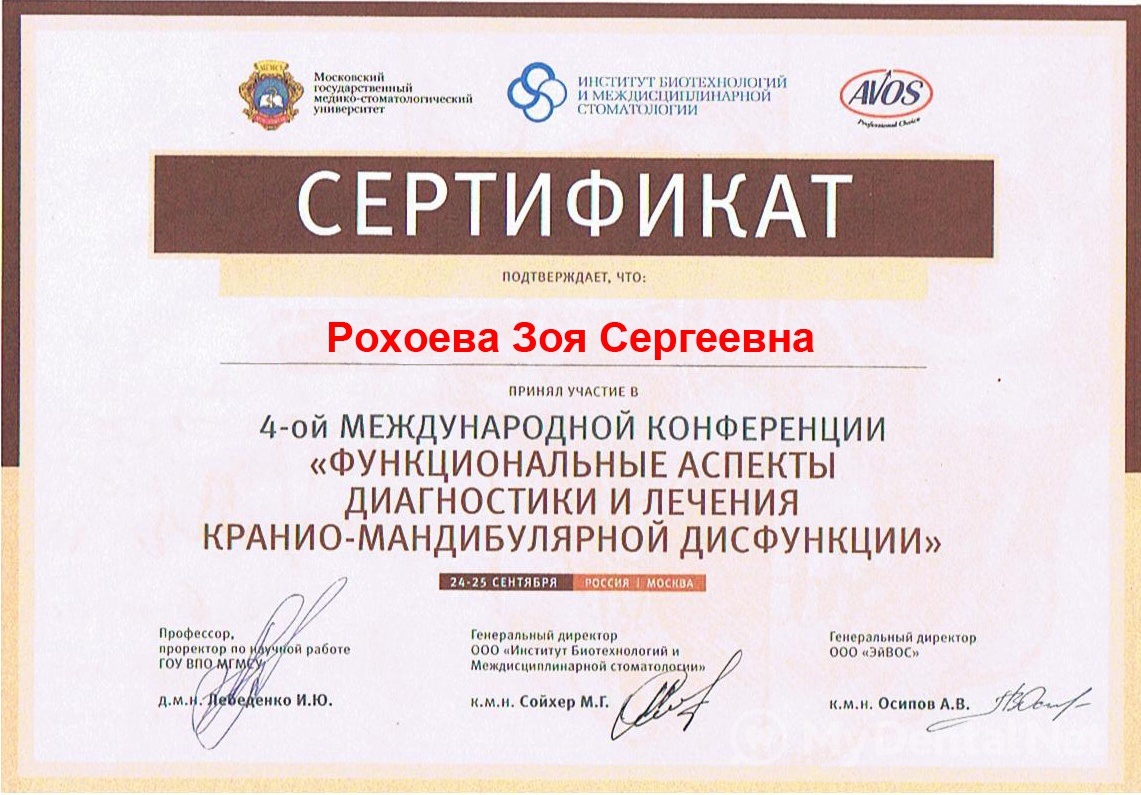 Московский
государственный
медико-стоматологический
университет
ИНСТИТУТ БИОТЕХНОЛОГИЙ
И МЕЖДИСЦИПЛИНАРНОЙ
СТОМАТОЛОГИИ
AVOS
Professional Choice
СЕРТИФИКАТ
ПОДТВЕРЖДАЕТ, ЧТО:
Рохоева Зоя Сергеевна
ПРИНЯЛ УЧАСТИЕ В
4-ой МЕЖДУНАРОДНОЙ КОНФЕРЕНЦИИ
«ФУНКЦИОНАЛЬНЫЕ АСПЕКТЫ
ДИАГНОСТИКИ И ЛЕЧЕНИЯ
КРАНИО-МАНДИБУЛЯРНОЙ ДИСФУНКЦИИ»
24-25 СЕНТЯБРЯ РОССИЯ | МОСКВА
Профессор,
проректор по научной работе
ГОУ ВПО МГМСУ
д.м.н. Лебеденко И.Ю.
Генеральный директор
ООО «Институт Биотехнологий и
Междисциплинарной стоматологии»
к.м.н. Сойхер М.Г.
Генеральный директор
ООО «ЭйВОС»
к.м.н. Осипов А.В.
MyDental.Net